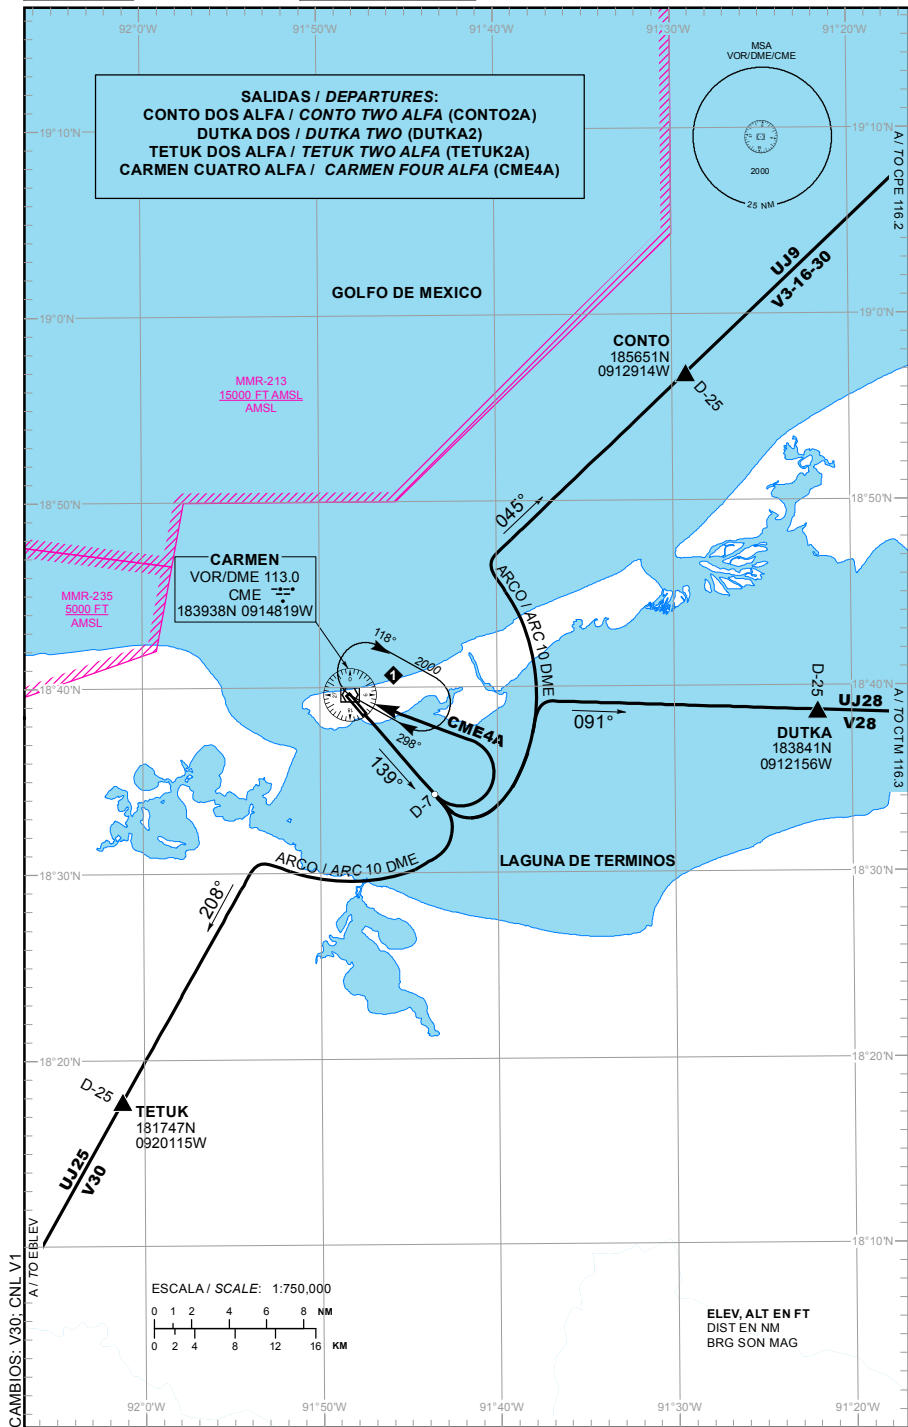 92°0'W
91°50'W
91°40'W
91°30'W
91°20'W
MSA
VOR/DME/CME
2000
25 NM
SALIDAS / DEPARTURES:
CONTO DOS ALFA / CONTO TWO ALFA (CONTO2A)
DUTKA DOS / DUTKA TWO (DUTKA2)
TETUK DOS ALFA / TETUK TWO ALFA (TETUK2A)
CARMEN CUATRO ALFA / CARMEN FOUR ALFA (CME4A)
19°10'N
19°10'N
A / TO CPE 116.2
UJ9
V3-16-30
GOLFO DE MEXICO
19°0'N
19°0'N
CONTO
185651N
0912914W
D-25
MMR-213
15000 FT AMSL
AMSL
18°50'N
18°50'N
045°
CARMEN
VOR/DME 113.0
CME
183938N 0914819W
MMR-235
5000 FT
AMSL
ARCO / ARC 10 DME
118°
2000
1
18°40'N
18°40'N
CME4A
298°
139°
D-7
091°
D-25
UJ28
V28
DUTKA
183841N
0912156W
A / TO CTM 116.3
ARCO / ARC 10 DME
LAGUNA DE TERMINOS
18°30'N
18°30'N
208°
18°20'N
18°20'N
D-25
TETUK
181747N
0920115W
UJ25
V30
A / TO EBLEV
18°10'N
CAMBIOS: V30; CNL V1
ESCALA / SCALE: 1:750,000
0 1 2 4 6 8 NM
0 2 4 8 12 16 KM
ELEV, ALT EN FT
DIST EN NM
BRG SON MAG
92°0'W
91°50'W
91°40'W
91°30'W
91°20'W